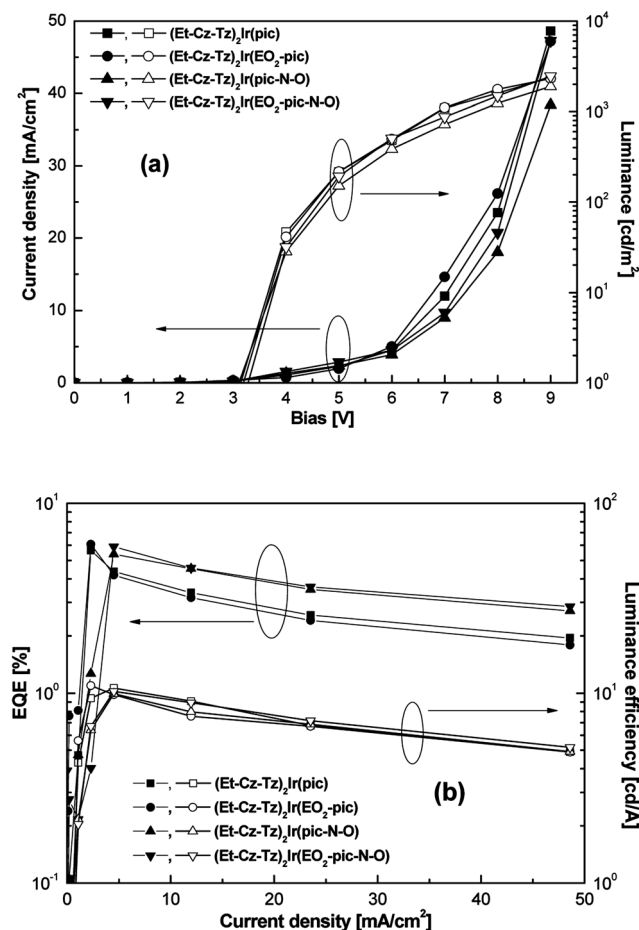 50
40
30
20
10
0
Current density [mA/cm²]
■, □ (Et-Cz-Tz)₂Ir(pic)
●, ○ (Et-Cz-Tz)₂Ir(EO₂-pic)
▲, △ (Et-Cz-Tz)₂Ir(pic-N-O)
▼, ▽ (Et-Cz-Tz)₂Ir(EO₂-pic-N-O)
(a)
10⁴
10³
10²
10¹
10⁰
Luminance [cd/m²]
0 1 2 3 4 5 6 7 8 9
Bias [V]
10¹
10⁰
10⁻¹
EQE [%]
■, □ (Et-Cz-Tz)₂Ir(pic)
●, ○ (Et-Cz-Tz)₂Ir(EO₂-pic)
▲, △ (Et-Cz-Tz)₂Ir(pic-N-O)
▼, ▽ (Et-Cz-Tz)₂Ir(EO₂-pic-N-O)
(b)
10²
10¹
10⁰
Luminance efficiency [cd/A]
0 10 20 30 40 50
Current density [mA/cm²]